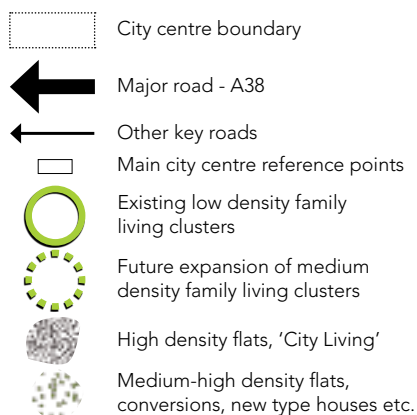 City centre boundary
Major road - A38
Other key roads
Main city centre reference points
Existing low density family
living clusters
Future expansion of medium
density family living clusters
High density flats, 'City Living'
Medium-high density flats,
conversions, new type houses etc.